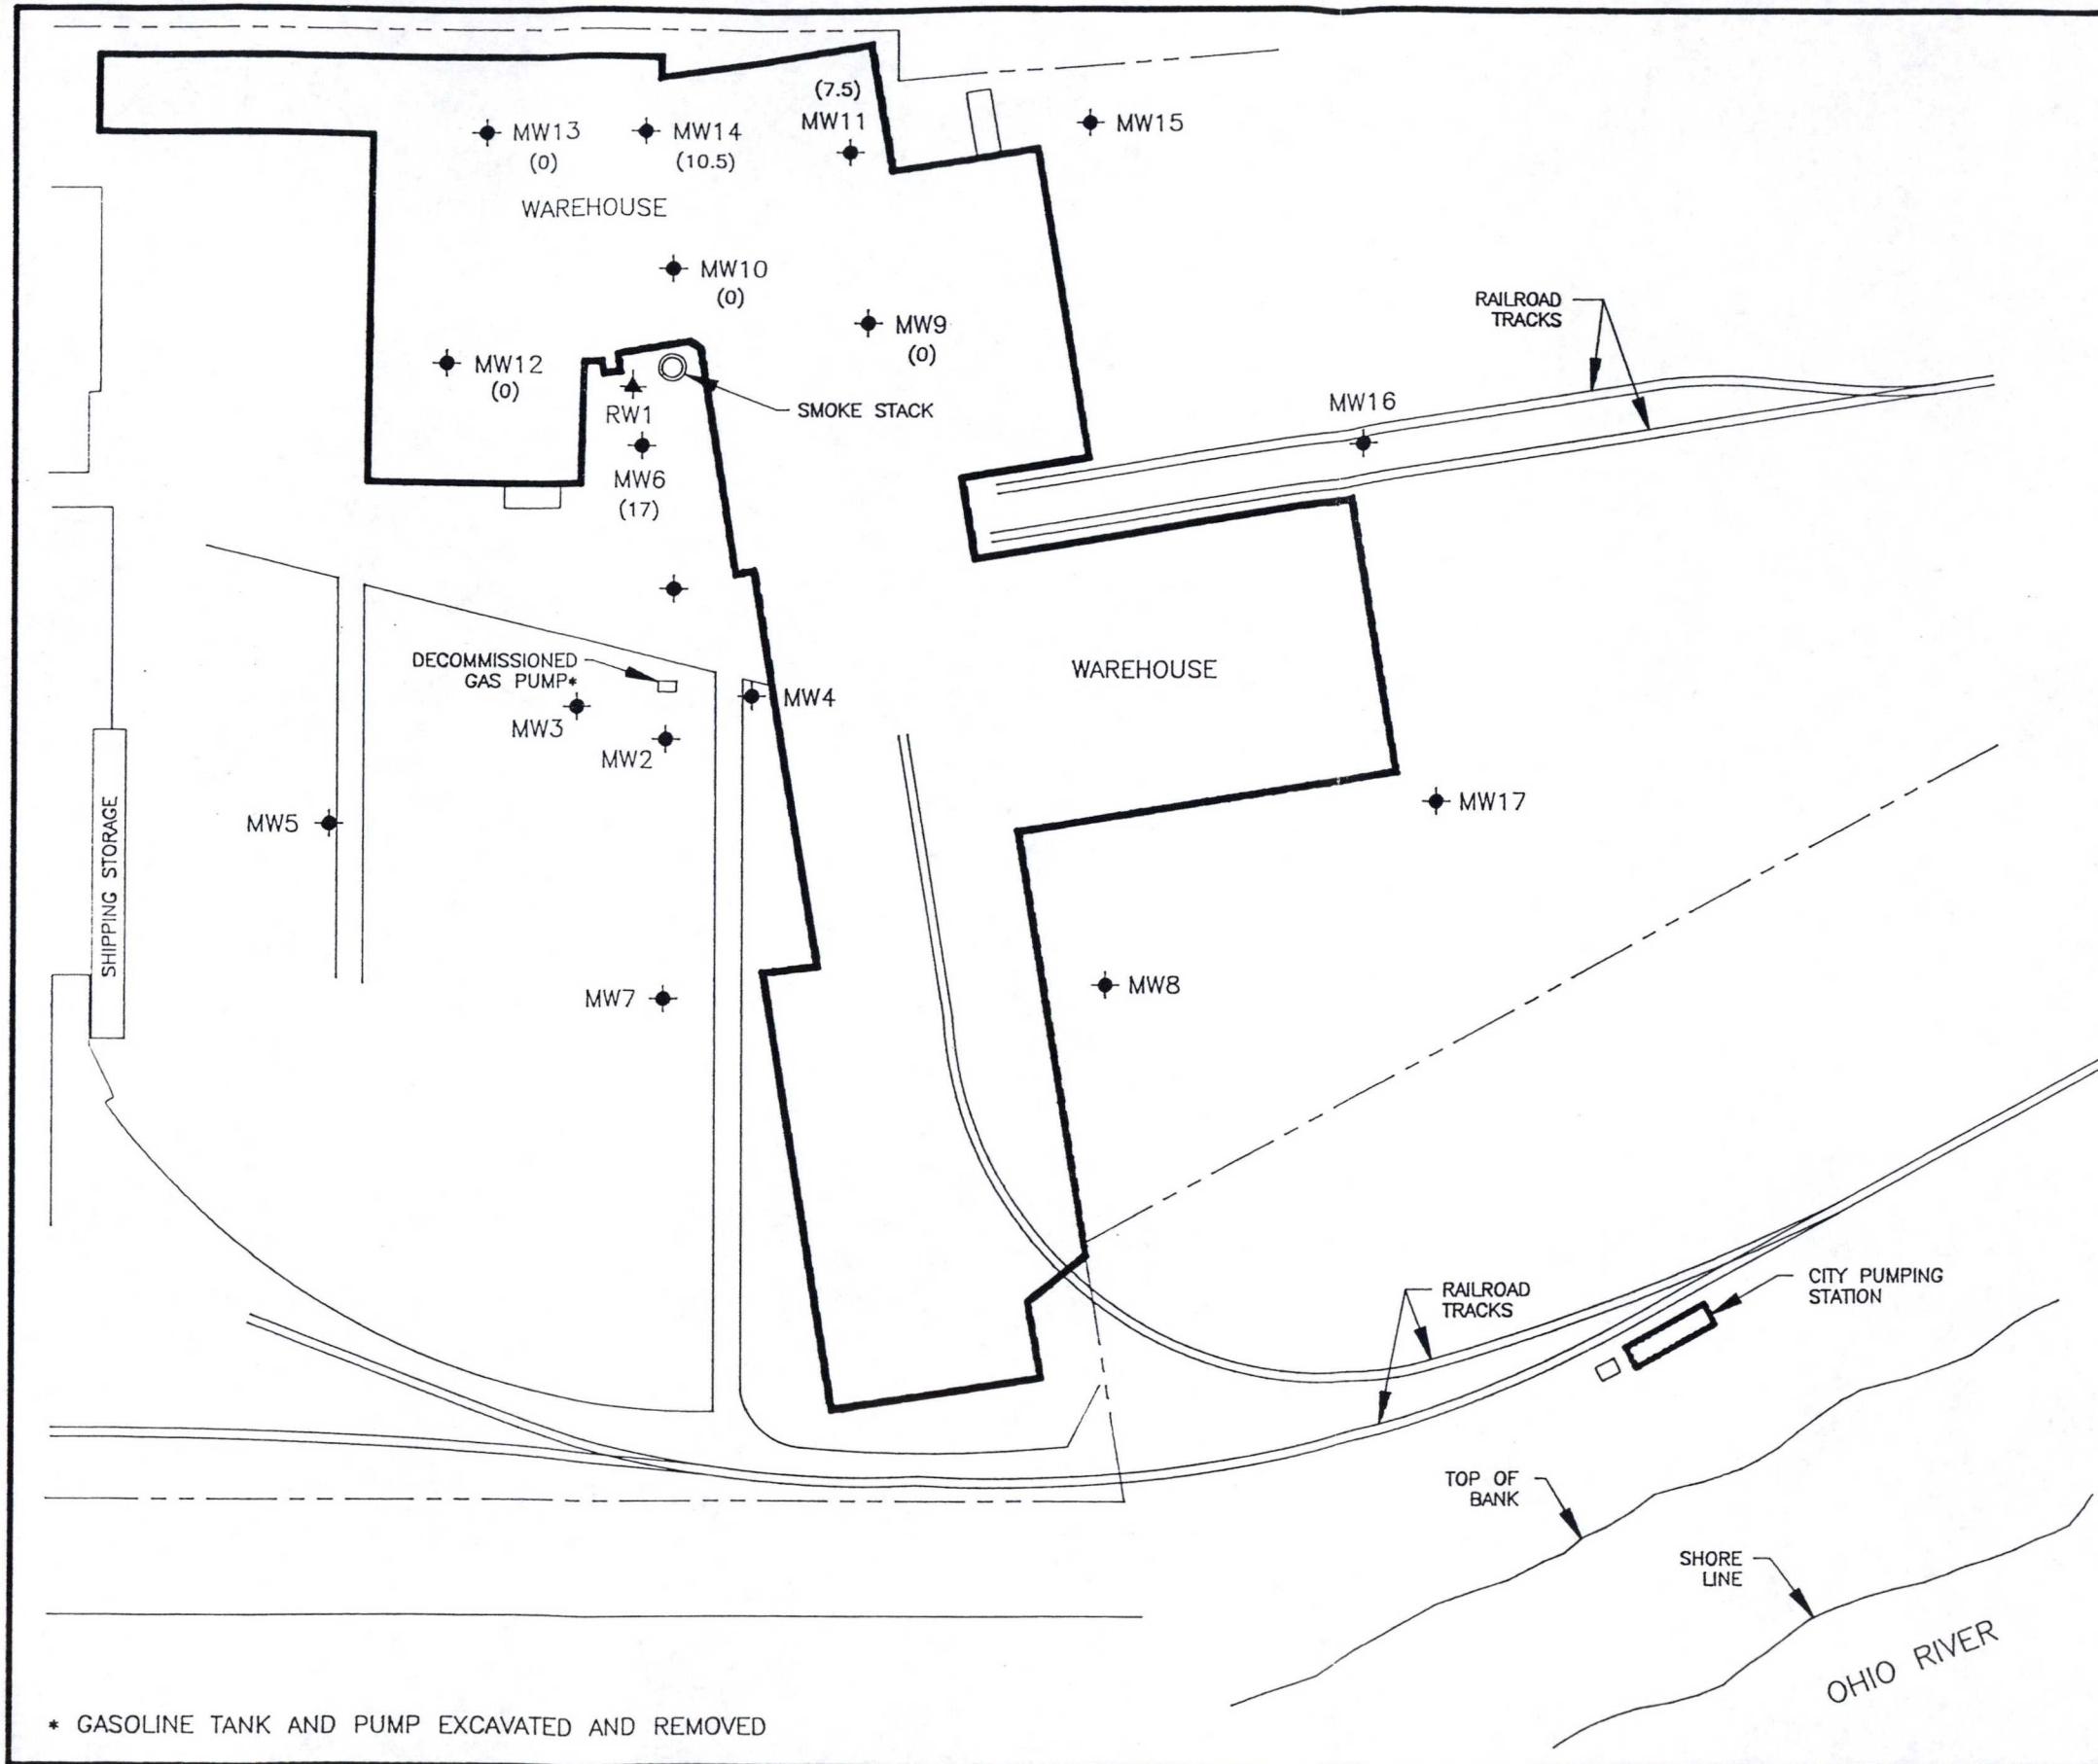 (7.5)
MW11
MW13
(0)
MW14
(10.5)
MW15
WAREHOUSE
MW10
(0)
MW9
(0)
MW12
(0)
RW1
SMOKE STACK
MW6
(17)
RAILROAD
TRACKS
MW16
DECOMMISSIONED
GAS PUMP*
MW3
MW2
MW4
WAREHOUSE
MW17
MW5
SHIPPING STORAGE
MW7
MW8
RAILROAD
TRACKS
CITY PUMPING
STATION
TOP OF
BANK
SHORE
LINE
OHIO RIVER
* GASOLINE TANK AND PUMP EXCAVATED AND REMOVED